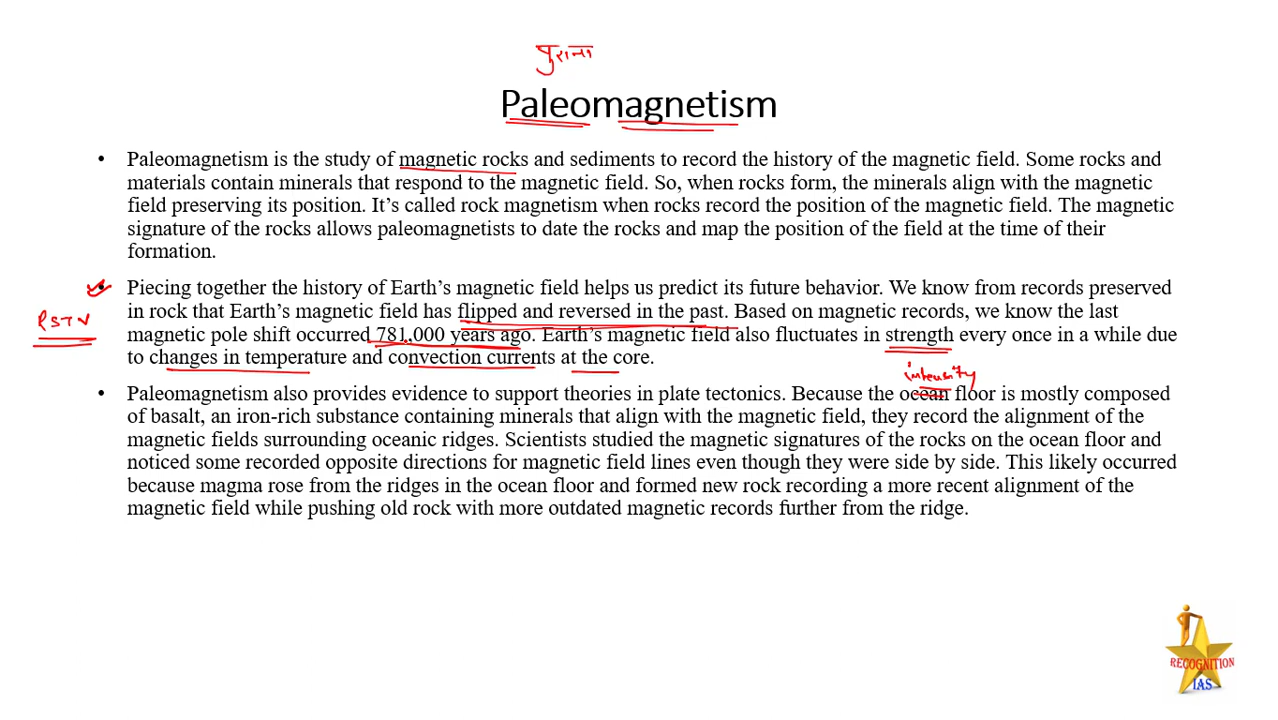 पुराना
Paleomagnetism
• Paleomagnetism is the study of magnetic rocks and sediments to record the history of the magnetic field. Some rocks and
materials contain minerals that respond to the magnetic field. So, when rocks form, the minerals align with the magnetic
field preserving its position. It's called rock magnetism when rocks record the position of the magnetic field. The magnetic
signature of the rocks allows paleomagnetists to date the rocks and map the position of the field at the time of their
formation.
• Piecing together the history of Earth's magnetic field helps us predict its future behavior. We know from records preserved
in rock that Earth's magnetic field has flipped and reversed in the past. Based on magnetic records, we know the last
RSTV
magnetic pole shift occurred 781,000 years ago. Earth's magnetic field also fluctuates in strength every once in a while due
to changes in temperature and convection currents at the core.
intensity
• Paleomagnetism also provides evidence to support theories in plate tectonics. Because the ocean floor is mostly composed
of basalt, an iron-rich substance containing minerals that align with the magnetic field, they record the alignment of the
magnetic fields surrounding oceanic ridges. Scientists studied the magnetic signatures of the rocks on the ocean floor and
noticed some recorded opposite directions for magnetic field lines even though they were side by side. This likely occurred
because magma rose from the ridges in the ocean floor and formed new rock recording a more recent alignment of the
magnetic field while pushing old rock with more outdated magnetic records further from the ridge.
RECOGNITION
IAS